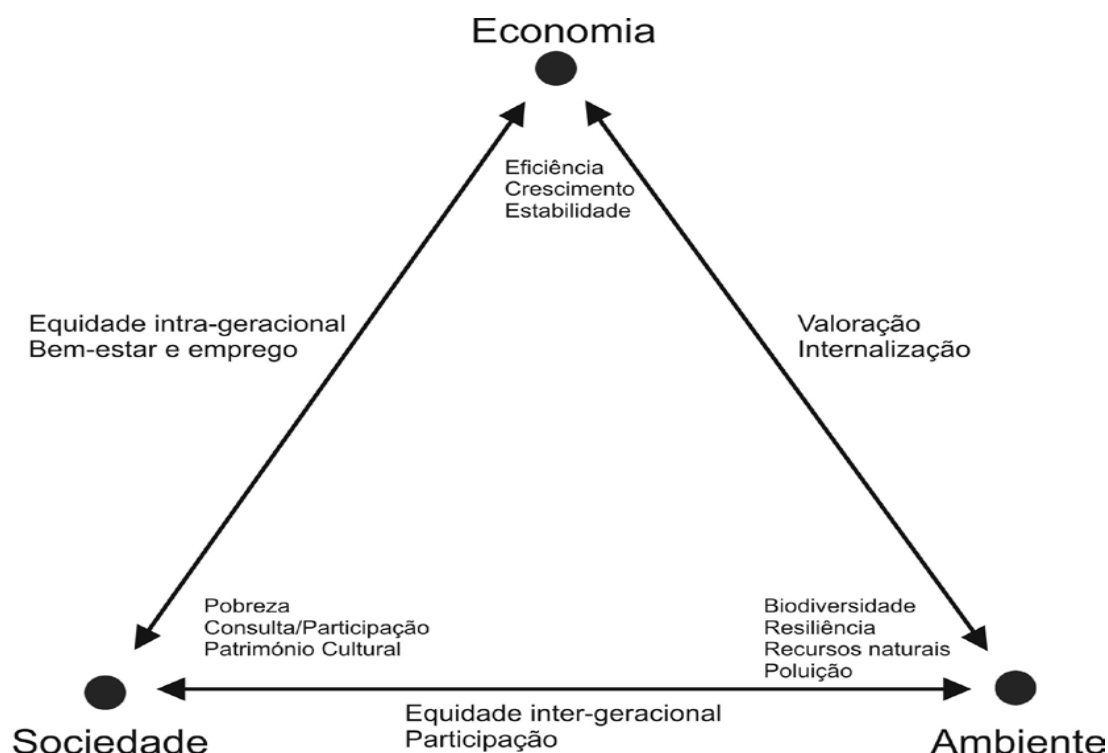 Economia
Eficiência
Crescimento
Estabilidade
Equidade intra-geracional
Bem-estar e emprego
Valoração
Internalização
Pobreza
Consulta/Participação
Património Cultural
Biodiversidade
Resiliência
Recursos naturais
Poluição
Equidade inter-geracional
Participação
Sociedade
Ambiente